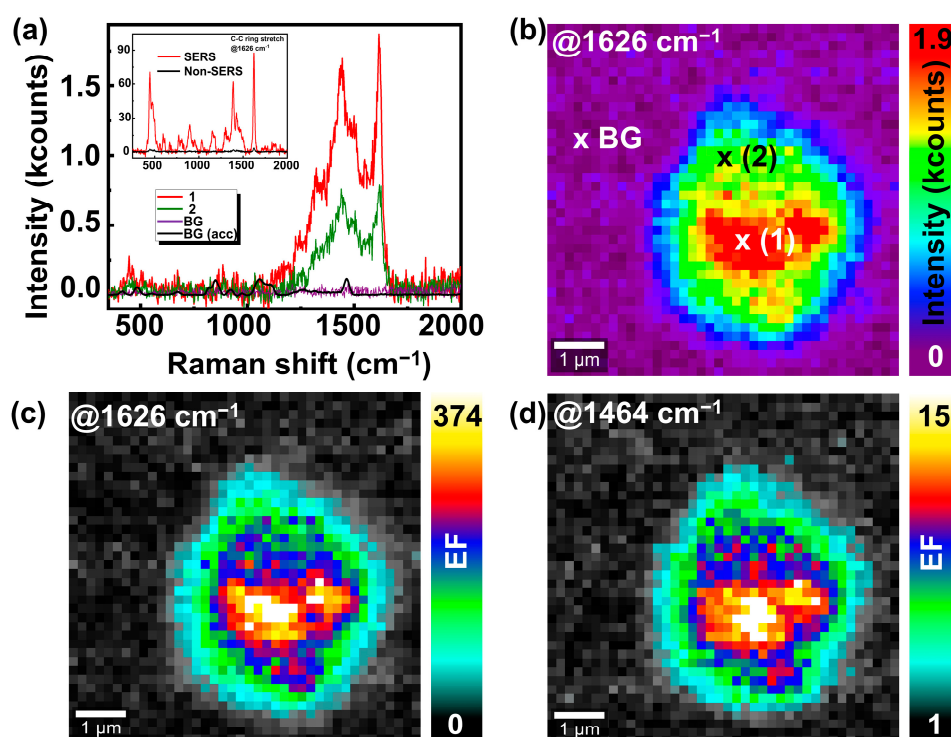 (a)
Intensity (kcounts)
1.5
1.0
0.5
0.0
500
1000
1500
2000
Raman shift (cm⁻¹)
90
60
30
0
500
1000
1500
2000
SERS
Non-SERS
C-C ring stretch
@1626 cm⁻¹
1
2
BG
BG (acc)
(b)
@1626 cm⁻¹
x BG
x (2)
x (1)
1 µm
1.9
Intensity (kcounts)
0
(c)
@1626 cm⁻¹
1 µm
374
EF
0
(d)
@1464 cm⁻¹
1 µm
15
EF
1